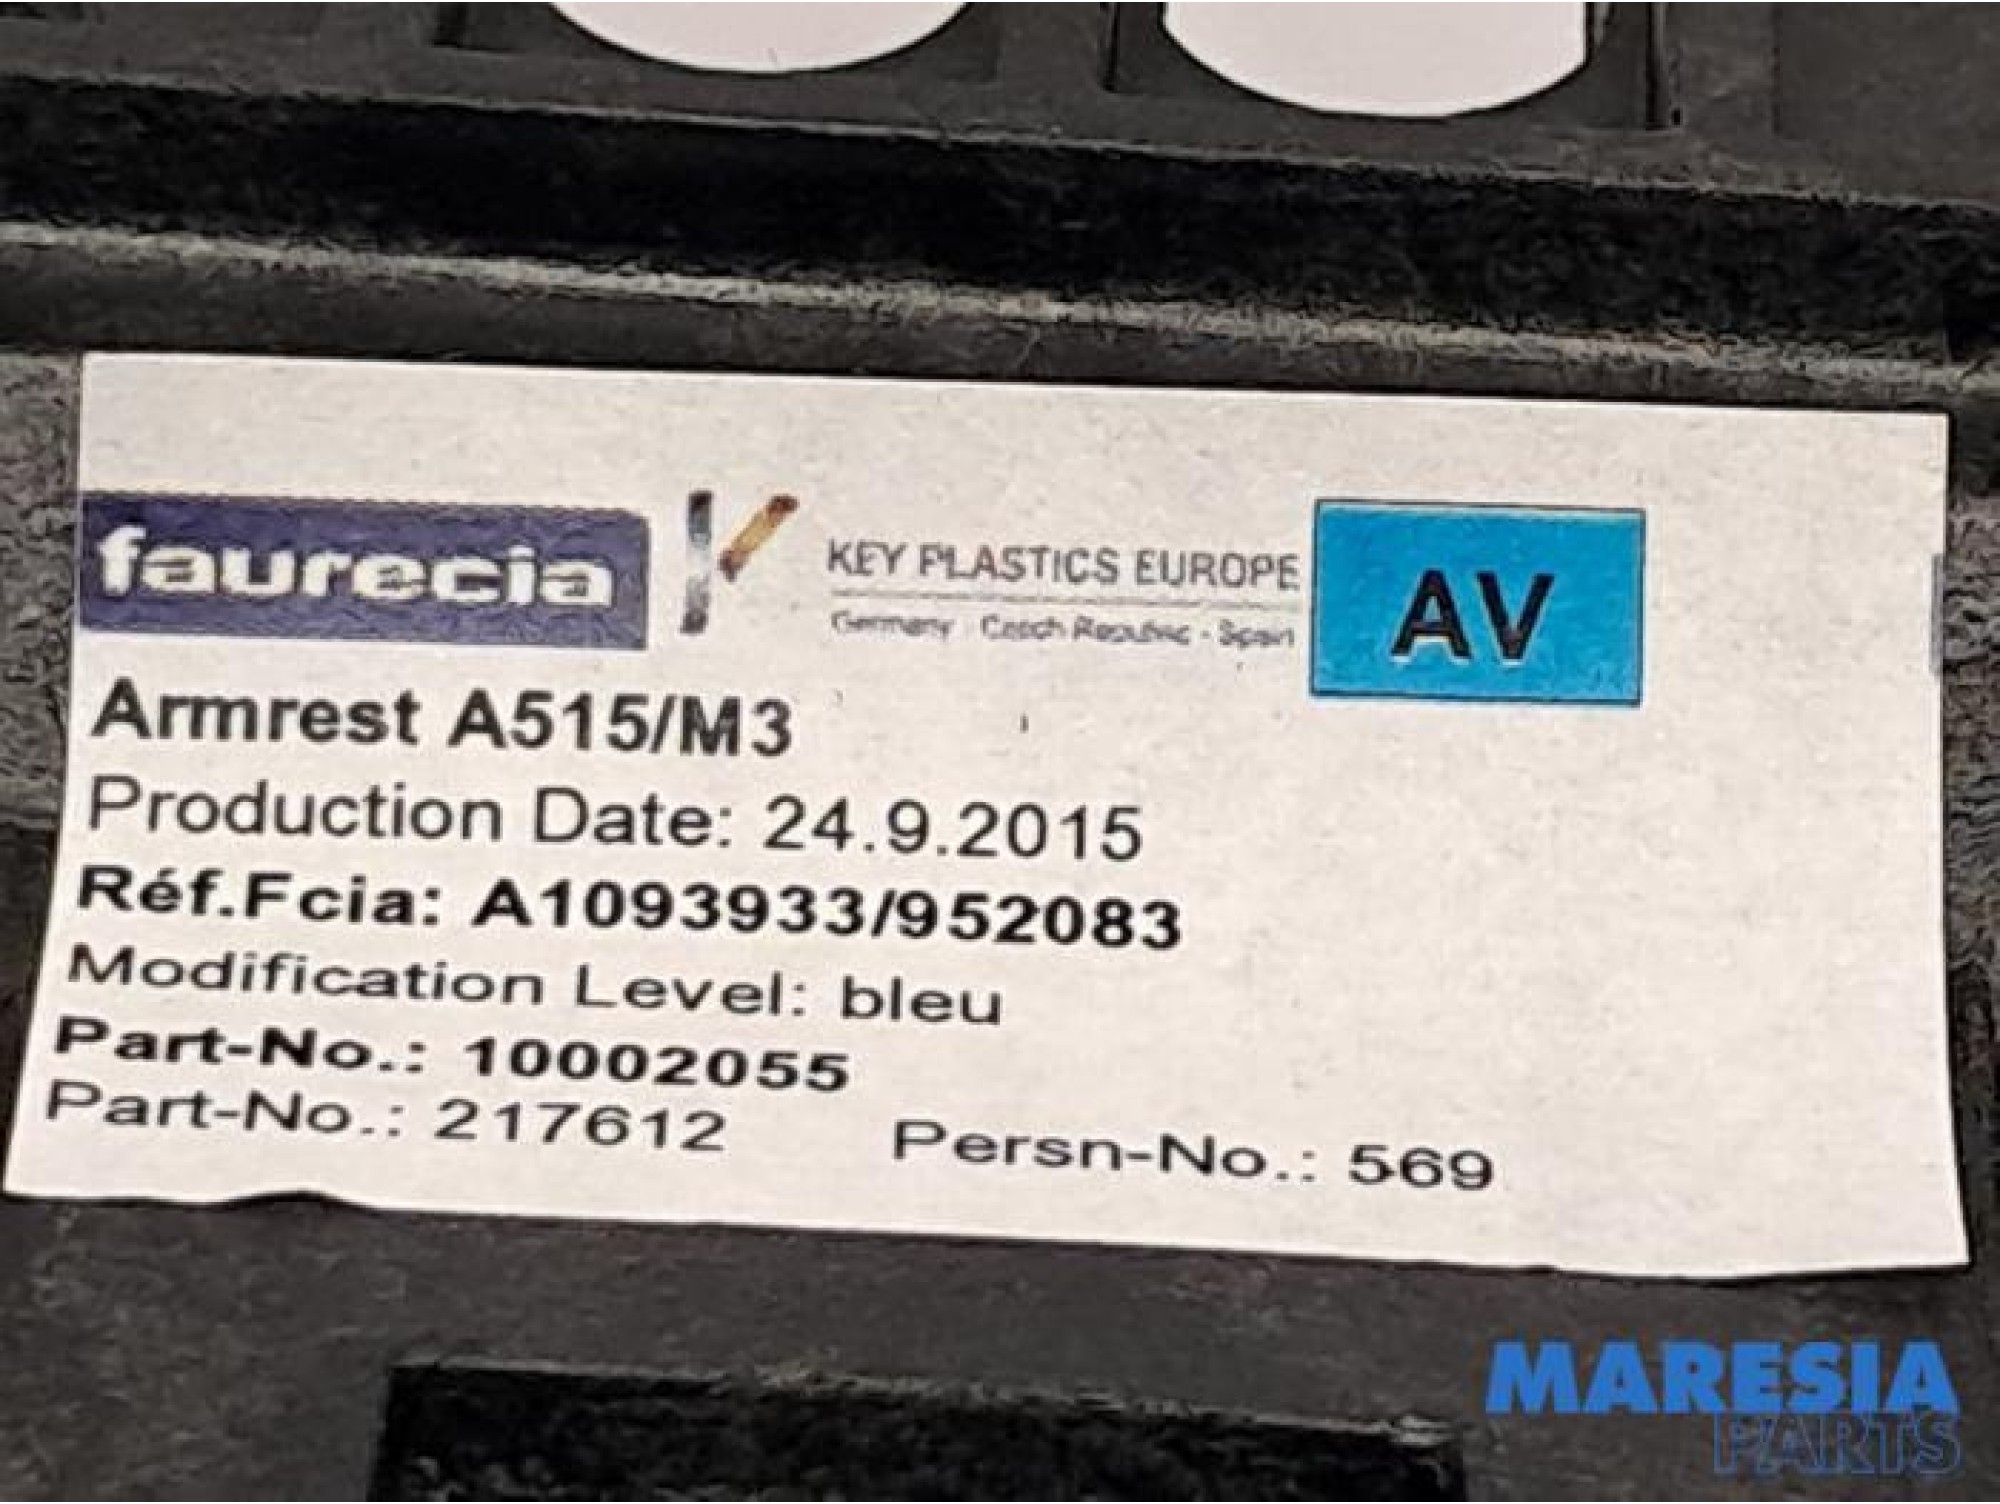 faurecia
KEY PLASTICS EUROPE
Germany - Czech Republic - Spain
AV
Armrest A515/M3
Production Date: 24.9.2015
Réf.Fcia: A1093933/952083
Modification Level: bleu
Part-No.: 10002055
Part-No.: 217612 Persn-No.: 569
MARESIA
PARTS